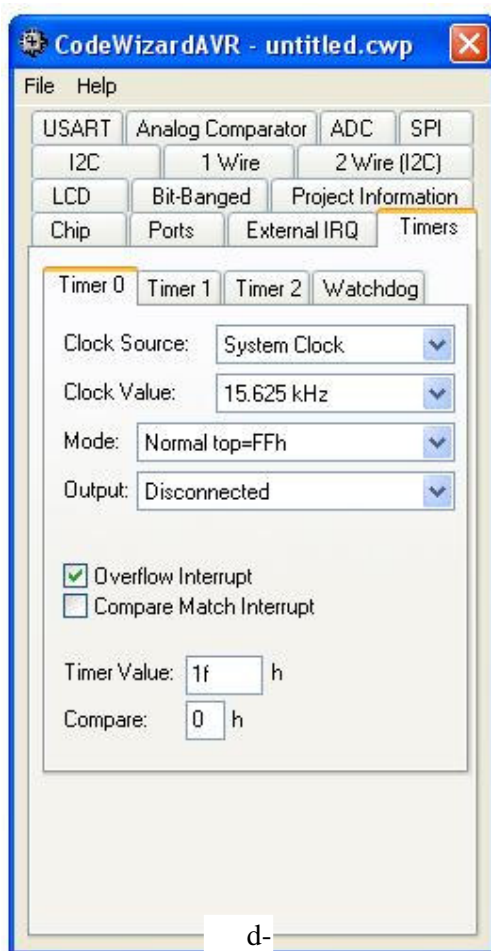 CodeWizardAVR - untitled.cwp
File Help
USART Analog Comparator ADC SPI
I2C 1 Wire 2 Wire (I2C)
LCD Bit-Banged Project Information
Chip Ports External IRQ Timers
Timer 0 Timer 1 Timer 2 Watchdog
Clock Source: System Clock
Clock Value: 15.625 kHz
Mode: Normal top=FFh
Output: Disconnected
Overflow Interrupt
Compare Match Interrupt
Timer Value: 1f h
Compare: 0 h
d-